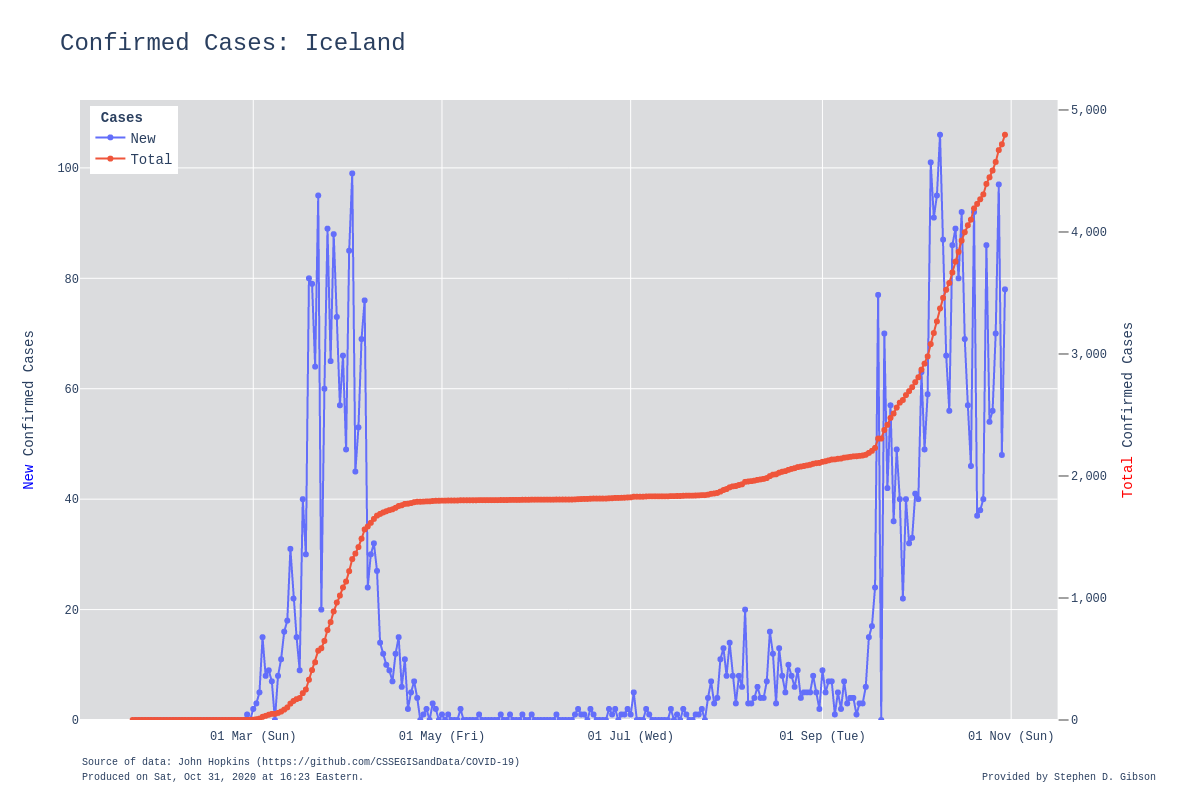 Confirmed Cases: Iceland
Cases
New
Total
100
80
60
40
20
0
5,000
4,000
3,000
2,000
1,000
0
New Confirmed Cases
Total Confirmed Cases
01 Mar (Sun)
01 May (Fri)
01 Jul (Wed)
01 Sep (Tue)
01 Nov (Sun)
Source of data: John Hopkins (https://github.com/CSSEGISandData/COVID-19)
Produced on Sat, Oct 31, 2020 at 16:23 Eastern.
Provided by Stephen D. Gibson